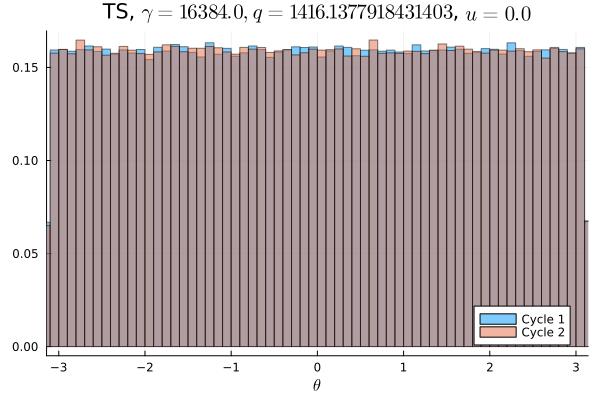 TS, γ = 16384.0, q = 1416.1377918431403, u = 0.0
0.15
0.10
0.05
0.00
−3
−2
−1
0
1
2
3
θ
Cycle 1
Cycle 2